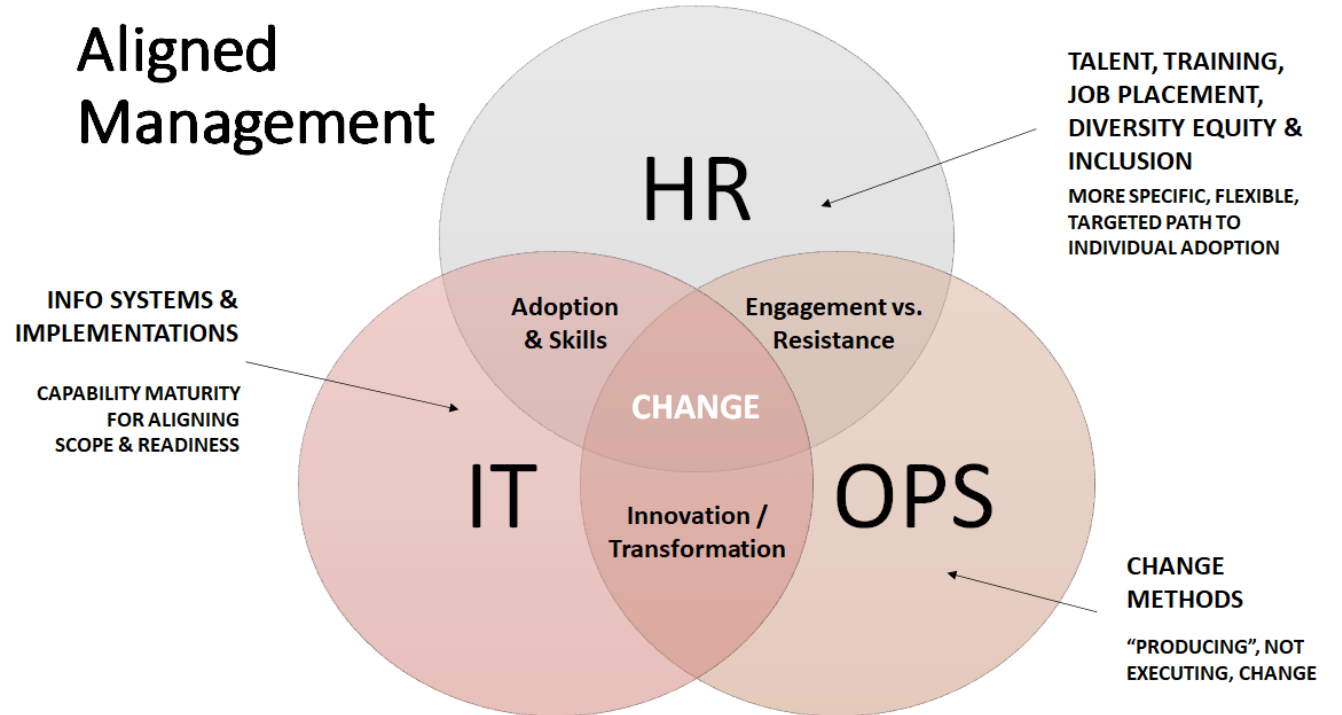 Aligned
Management
HR
TALENT, TRAINING,
JOB PLACEMENT,
DIVERSITY EQUITY &
INCLUSION
MORE SPECIFIC, FLEXIBLE,
TARGETED PATH TO
INDIVIDUAL ADOPTION
INFO SYSTEMS &
IMPLEMENTATIONS
CAPABILITY MATURITY
FOR ALIGNING
SCOPE & READINESS
Adoption
& Skills
Engagement vs.
Resistance
CHANGE
IT
OPS
Innovation /
Transformation
CHANGE
METHODS
“PRODUCING”, NOT
EXECUTING, CHANGE